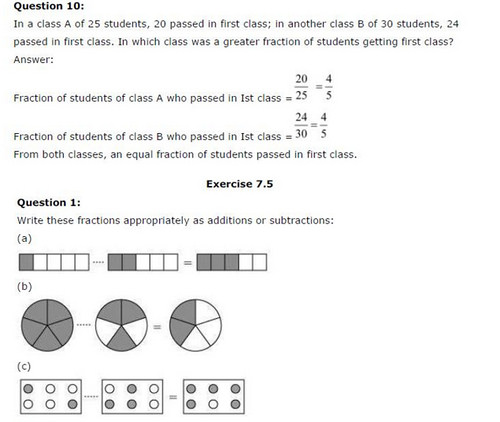 Question 10:
In a class A of 25 students, 20 passed in first class; in another class B of 30 students, 24
passed in first class. In which class was a greater fraction of students getting first class?
Answer:
Fraction of students of class A who passed in Ist class = 20/25 = 4/5
Fraction of students of class B who passed in Ist class = 24/30 = 4/5
From both classes, an equal fraction of students passed in first class.
Exercise 7.5
Question 1:
Write these fractions appropriately as additions or subtractions:
(a)
.... =
(b)
..... =
(c)
..... =